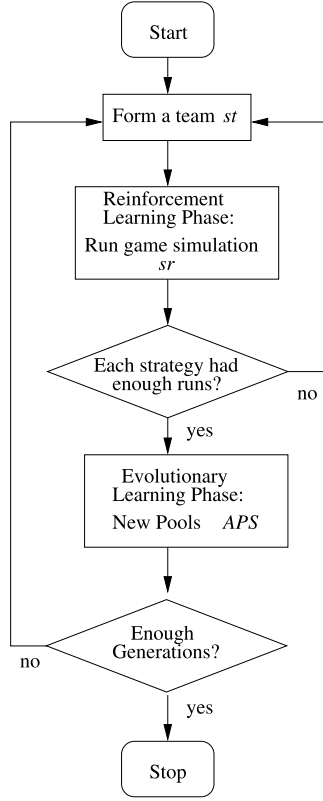 Start
Form a team st
Reinforcement
Learning Phase:
Run game simulation
sr
Each strategy had
enough runs?
no
yes
Evolutionary
Learning Phase:
New Pools APS
Enough
Generations?
no
yes
Stop